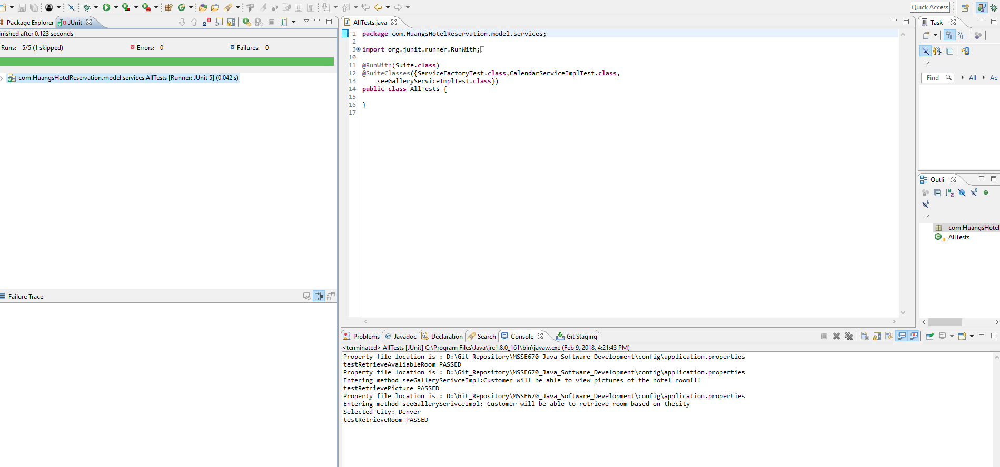 Quick Access
Package Explorer
JUnit
inished after 0.123 seconds
Runs: 5/5 (1 skipped)
Errors: 0
Failures: 0
com.HuangsHotelReservation.model.services.AllTests [Runner: JUnit 5] (0.042 s)
Failure Trace
AllTests.java
1 package com.HuangsHotelReservation.model.services;
2
3 import org.junit.runner.RunWith;
10
11 @RunWith(Suite.class)
12 @SuiteClasses({ServiceFactoryTest.class,CalendarServiceImplTest.class,
13 seeGalleryServiceImplTest.class})
14 public class AllTests {
15
16 }
17
Task
Find
All
Act
Outli
com.HuangsHotel
AllTests
Problems
Javadoc
Declaration
Search
Console
Git Staging
<terminated> AllTests [JUnit] C:\Program Files\Java\jre1.8.0_161\bin\javaw.exe (Feb 9, 2018, 4:21:43 PM)
Property file location is : D:\Git_Repository\MSSE670_Java_Software_Development\config\application.properties
testRetrieveAvaliableRoom PASSED
Property file location is : D:\Git_Repository\MSSE670_Java_Software_Development\config\application.properties
Entering method seeGallerySerivceImpl:Customer will be able to view pictures of the hotel room!!!
testRetrievePicture PASSED
Property file location is : D:\Git_Repository\MSSE670_Java_Software_Development\config\application.properties
Entering method seeGallerySerivceImpl: Customer will be able to retrieve room based on thecity
Selected City: Denver
testRetrieveRoom PASSED